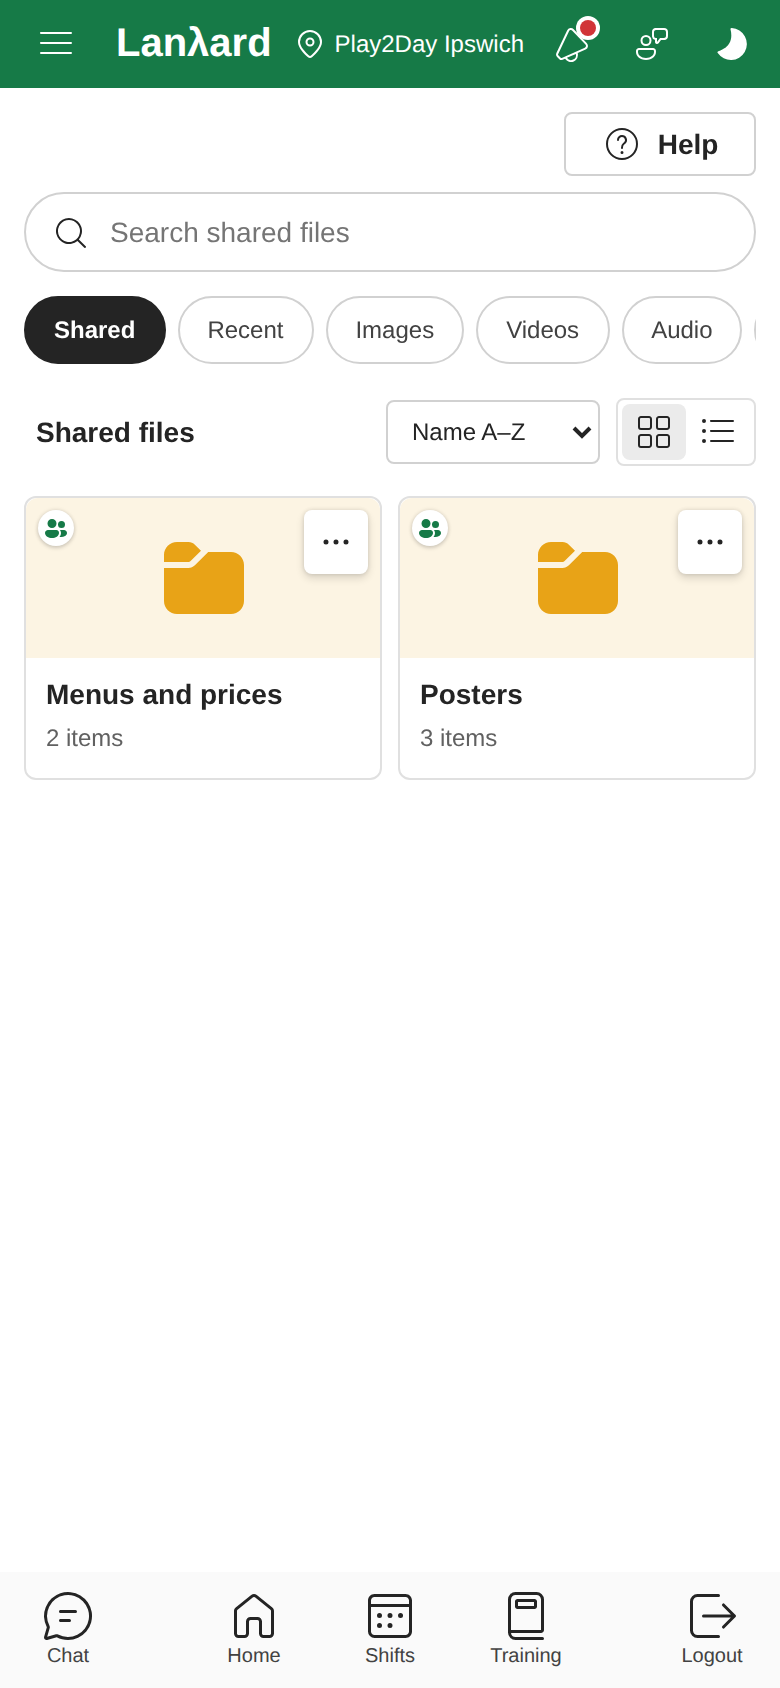 Lanλard
Play2Day Ipswich
Help
Search shared files
Shared
Recent
Images
Videos
Audio
Shared files
Name A–Z
Menus and prices
2 items
Posters
3 items
Chat
Home
Shifts
Training
Logout